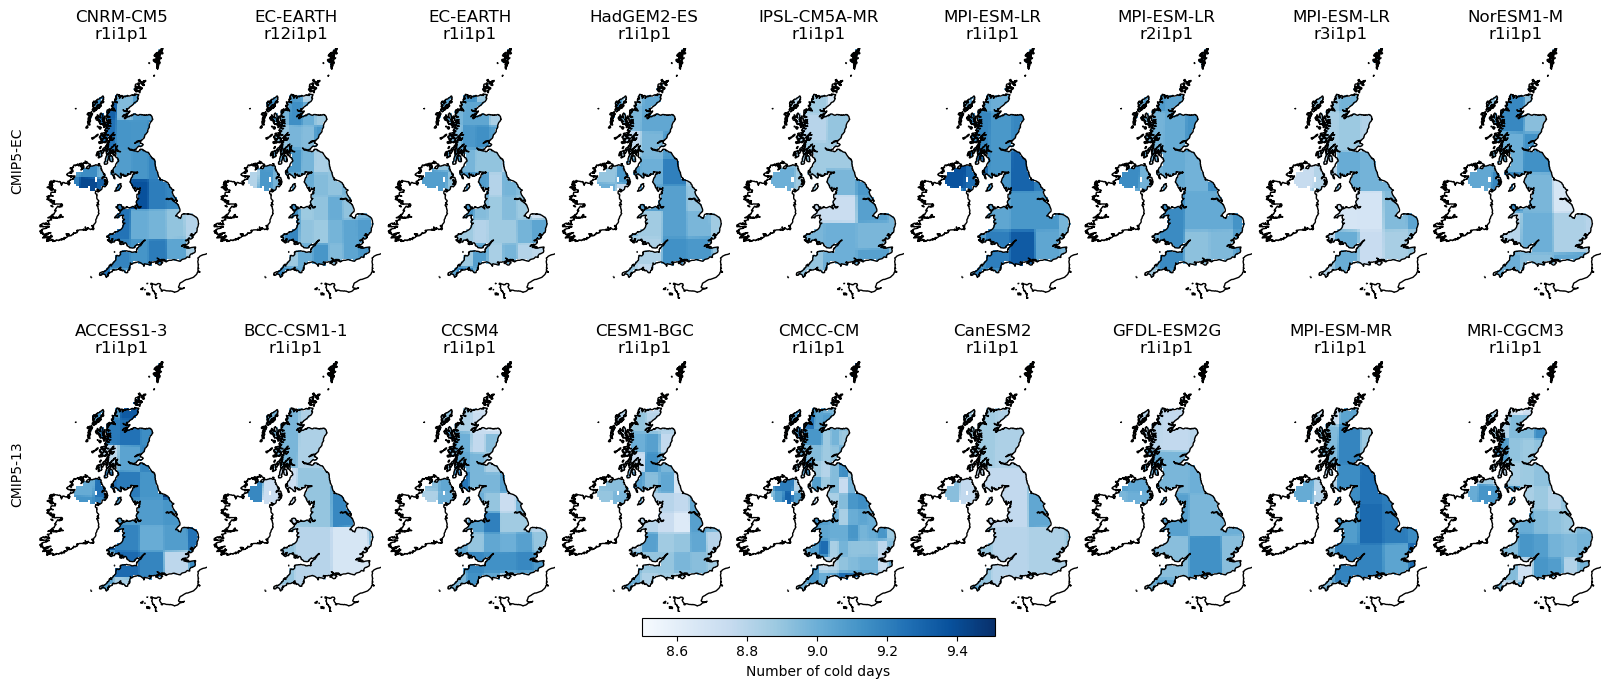 CNRM-CM5
r1i1p1
EC-EARTH
r12i1p1
EC-EARTH
r1i1p1
HadGEM2-ES
r1i1p1
IPSL-CM5A-MR
r1i1p1
MPI-ESM-LR
r1i1p1
MPI-ESM-LR
r2i1p1
MPI-ESM-LR
r3i1p1
NorESM1-M
r1i1p1
CMIP5-EC
ACCESS1-3
r1i1p1
BCC-CSM1-1
r1i1p1
CCSM4
r1i1p1
CESM1-BGC
r1i1p1
CMCC-CM
r1i1p1
CanESM2
r1i1p1
GFDL-ESM2G
r1i1p1
MPI-ESM-MR
r1i1p1
MRI-CGCM3
r1i1p1
CMIP5-13
8.6 8.8 9.0 9.2 9.4
Number of cold days